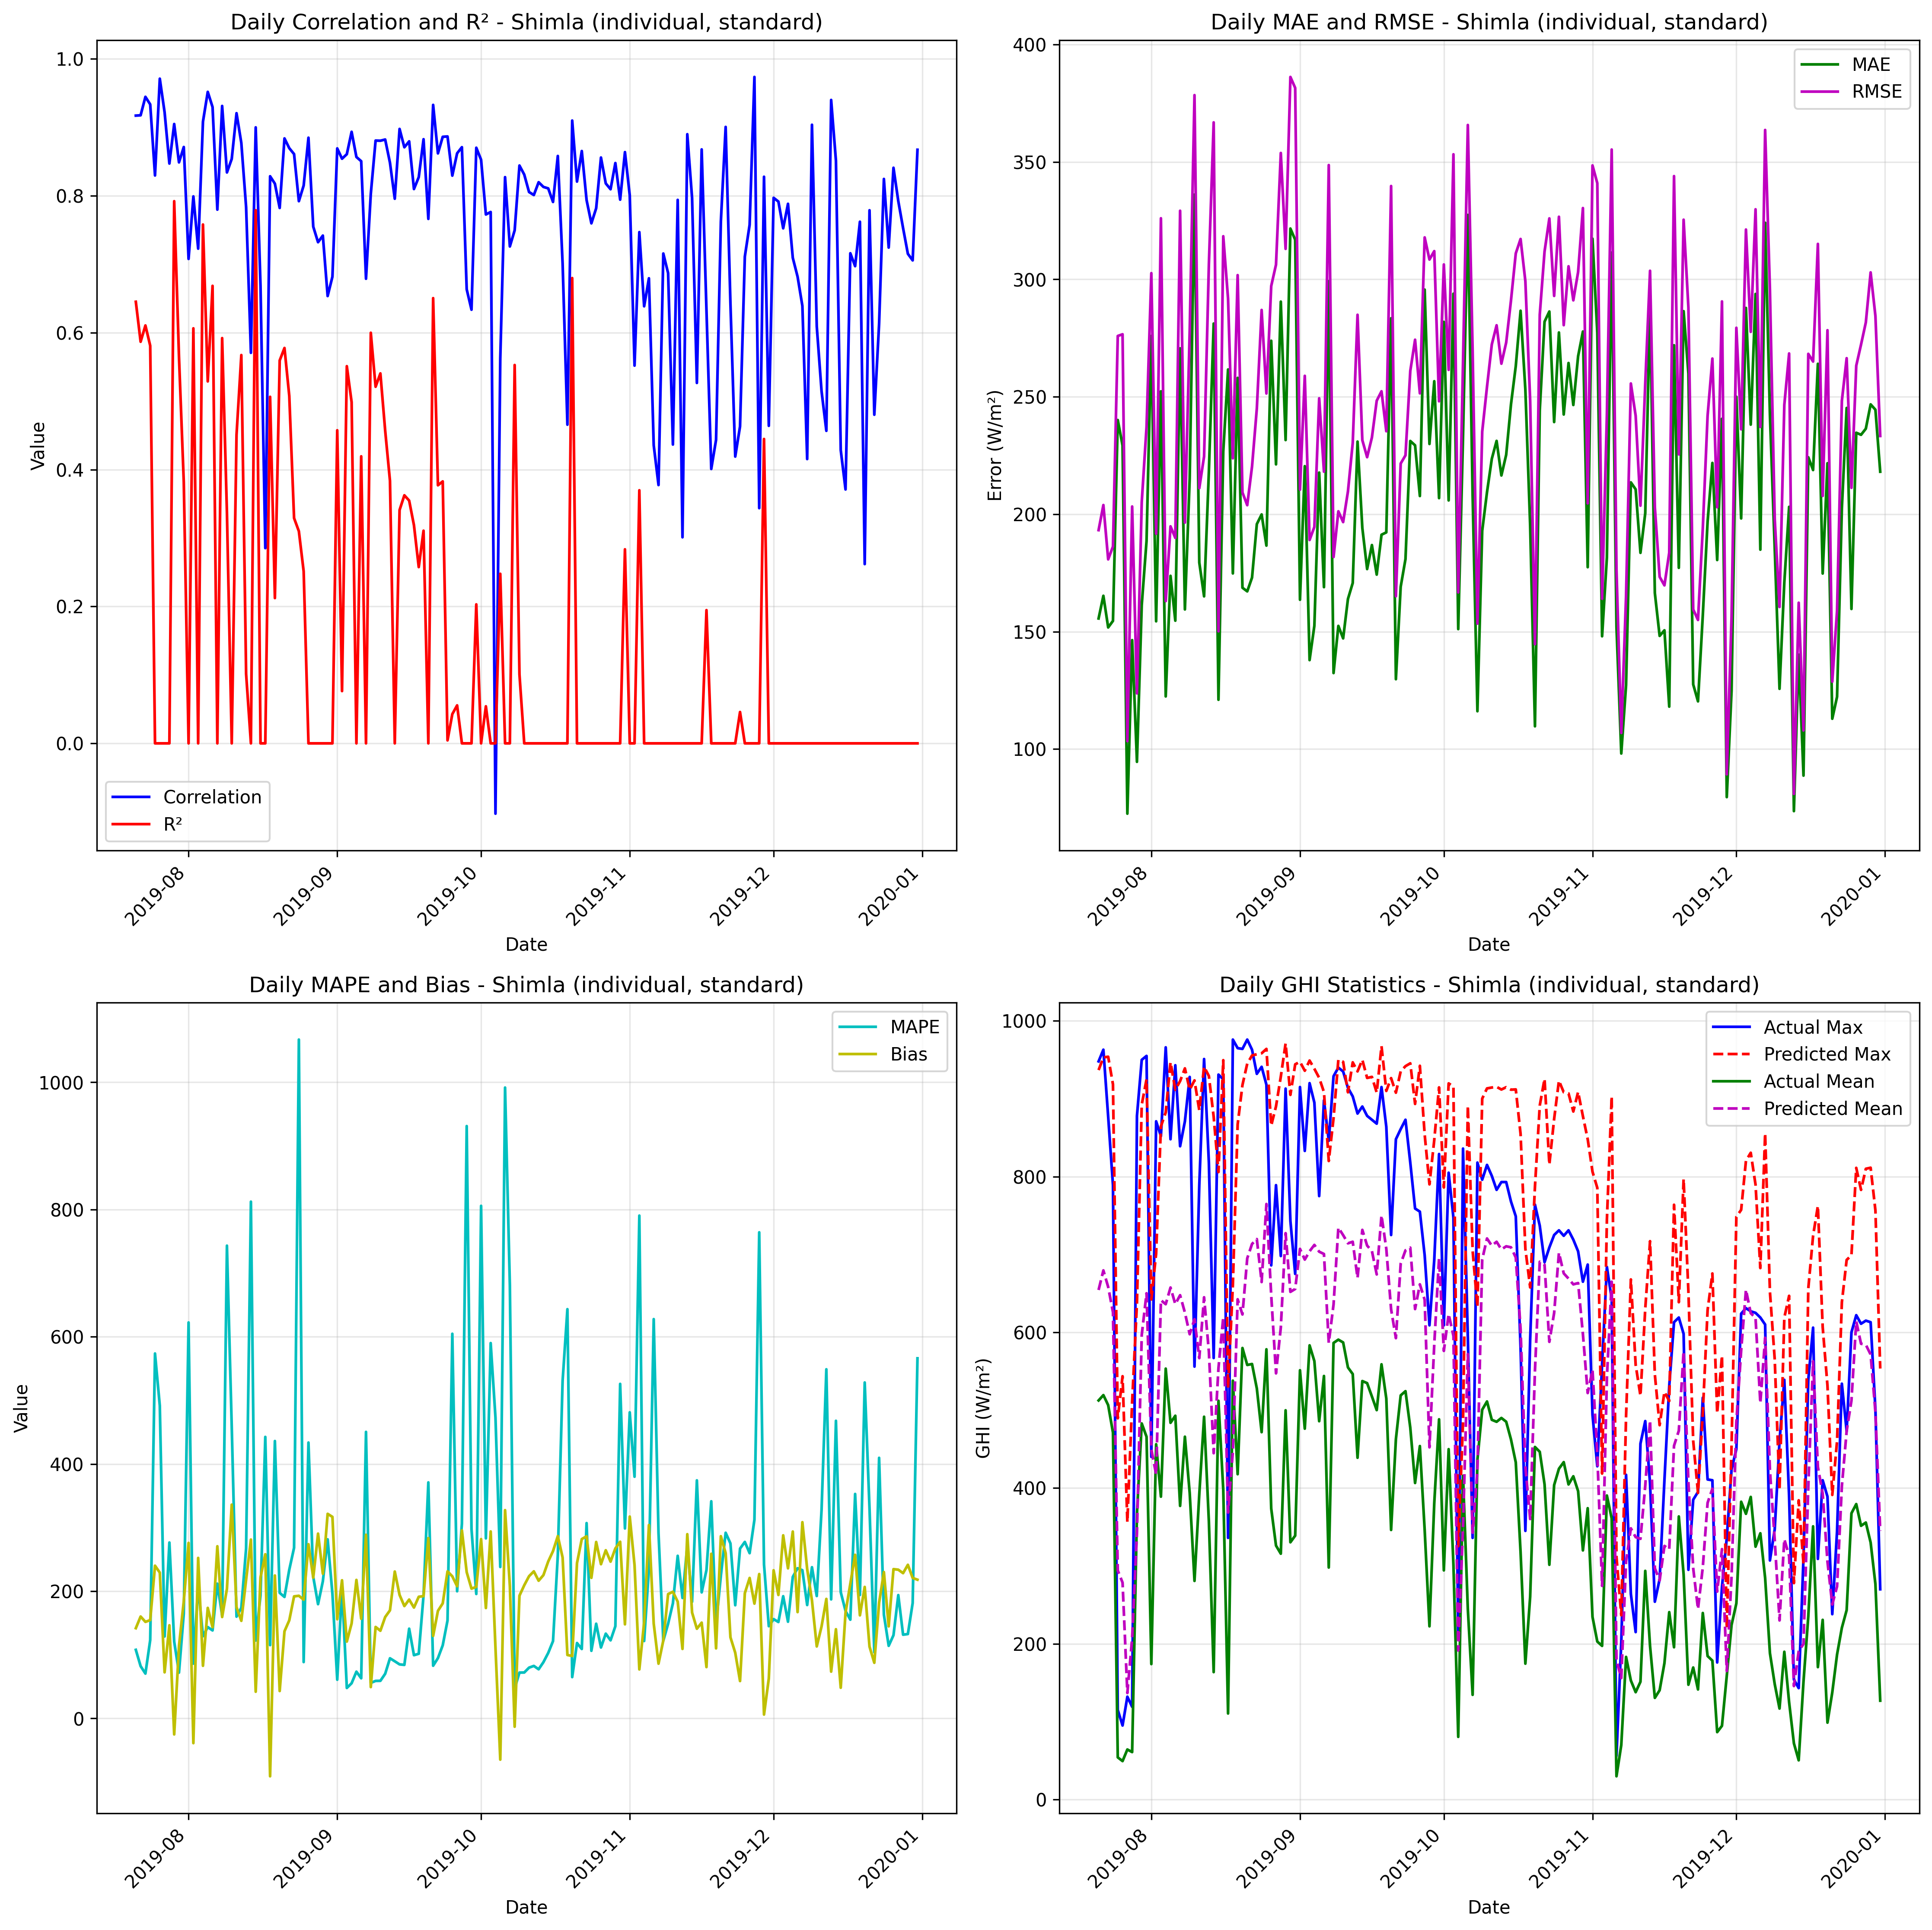 Daily Correlation and R² - Shimla (individual, standard)
Value
1.0
0.8
0.6
0.4
0.2
0.0
Correlation
R²
2019-08
2019-09
2019-10
2019-11
2019-12
2020-01
Date
Daily MAE and RMSE - Shimla (individual, standard)
Error (W/m²)
400
350
300
250
200
150
100
MAE
RMSE
2019-08
2019-09
2019-10
2019-11
2019-12
2020-01
Date
Daily MAPE and Bias - Shimla (individual, standard)
Value
1000
800
600
400
200
0
MAPE
Bias
2019-08
2019-09
2019-10
2019-11
2019-12
2020-01
Date
Daily GHI Statistics - Shimla (individual, standard)
GHI (W/m²)
1000
800
600
400
200
0
Actual Max
Predicted Max
Actual Mean
Predicted Mean
2019-08
2019-09
2019-10
2019-11
2019-12
2020-01
Date